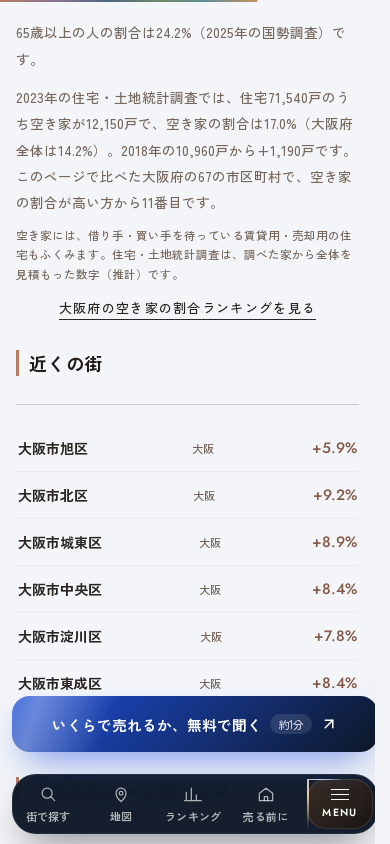 65歳以上の人の割合は24.2%（2025年の国勢調査）で
す。
2023年の住宅・土地統計調査では、住宅71,540戸のう
ち空き家が12,150戸で、空き家の割合は17.0%（大阪府
全体は14.2%）。2018年の10,960戸から+1,190戸です。
このページで比べた大阪府の67の市区町村で、空き家
の割合が高い方から11番目です。
空き家には、借り手・買い手を待っている賃貸用・売却用の住
宅もふくみます。住宅・土地統計調査は、調べた家から全体を
見積もった数字（推計）です。
大阪府の空き家の割合ランキングを見る
近くの街
大阪市旭区 大阪 +5.9%
大阪市北区 大阪 +9.2%
大阪市城東区 大阪 +8.9%
大阪市中央区 大阪 +8.4%
大阪市淀川区 大阪 +7.8%
大阪市東成区 大阪 +8.4%
いくらで売れるか、無料で聞く 約1分
街で探す 地図 ランキング 売る前に MENU